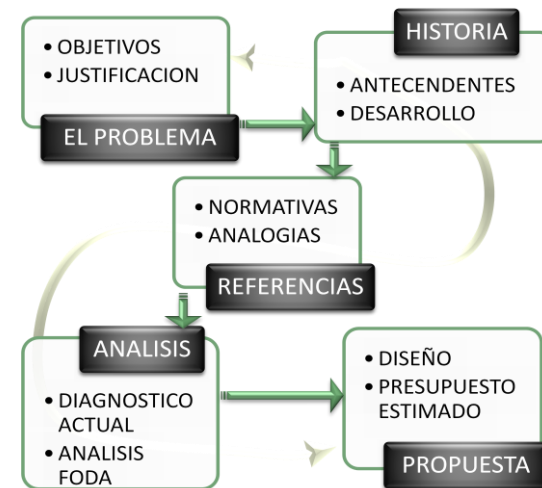 • OBJETIVOS
• JUSTIFICACION
EL PROBLEMA
HISTORIA
• ANTECENDENTES
• DESARROLLO
• NORMATIVAS
• ANALOGIAS
REFERENCIAS
ANALISIS
• DIAGNOSTICO
ACTUAL
• ANALISIS
FODA
• DISEÑO
• PRESUPUESTO
ESTIMADO
PROPUESTA